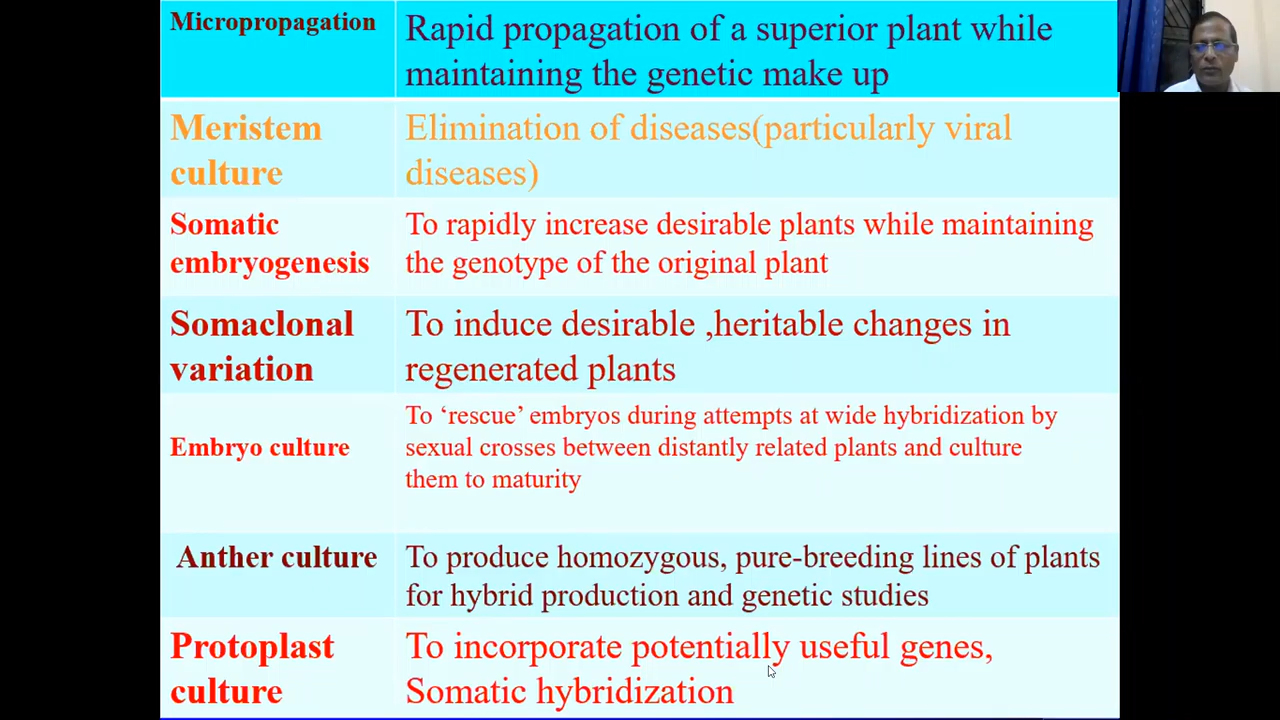 Micropropagation
Rapid propagation of a superior plant while
maintaining the genetic make up
Meristem
culture
Elimination of diseases(particularly viral
diseases)
Somatic
embryogenesis
To rapidly increase desirable plants while maintaining
the genotype of the original plant
Somaclonal
variation
To induce desirable ,heritable changes in
regenerated plants
Embryo culture
To ‘rescue’ embryos during attempts at wide hybridization by
sexual crosses between distantly related plants and culture
them to maturity
Anther culture
To produce homozygous, pure-breeding lines of plants
for hybrid production and genetic studies
Protoplast
culture
To incorporate potentially useful genes,
Somatic hybridization